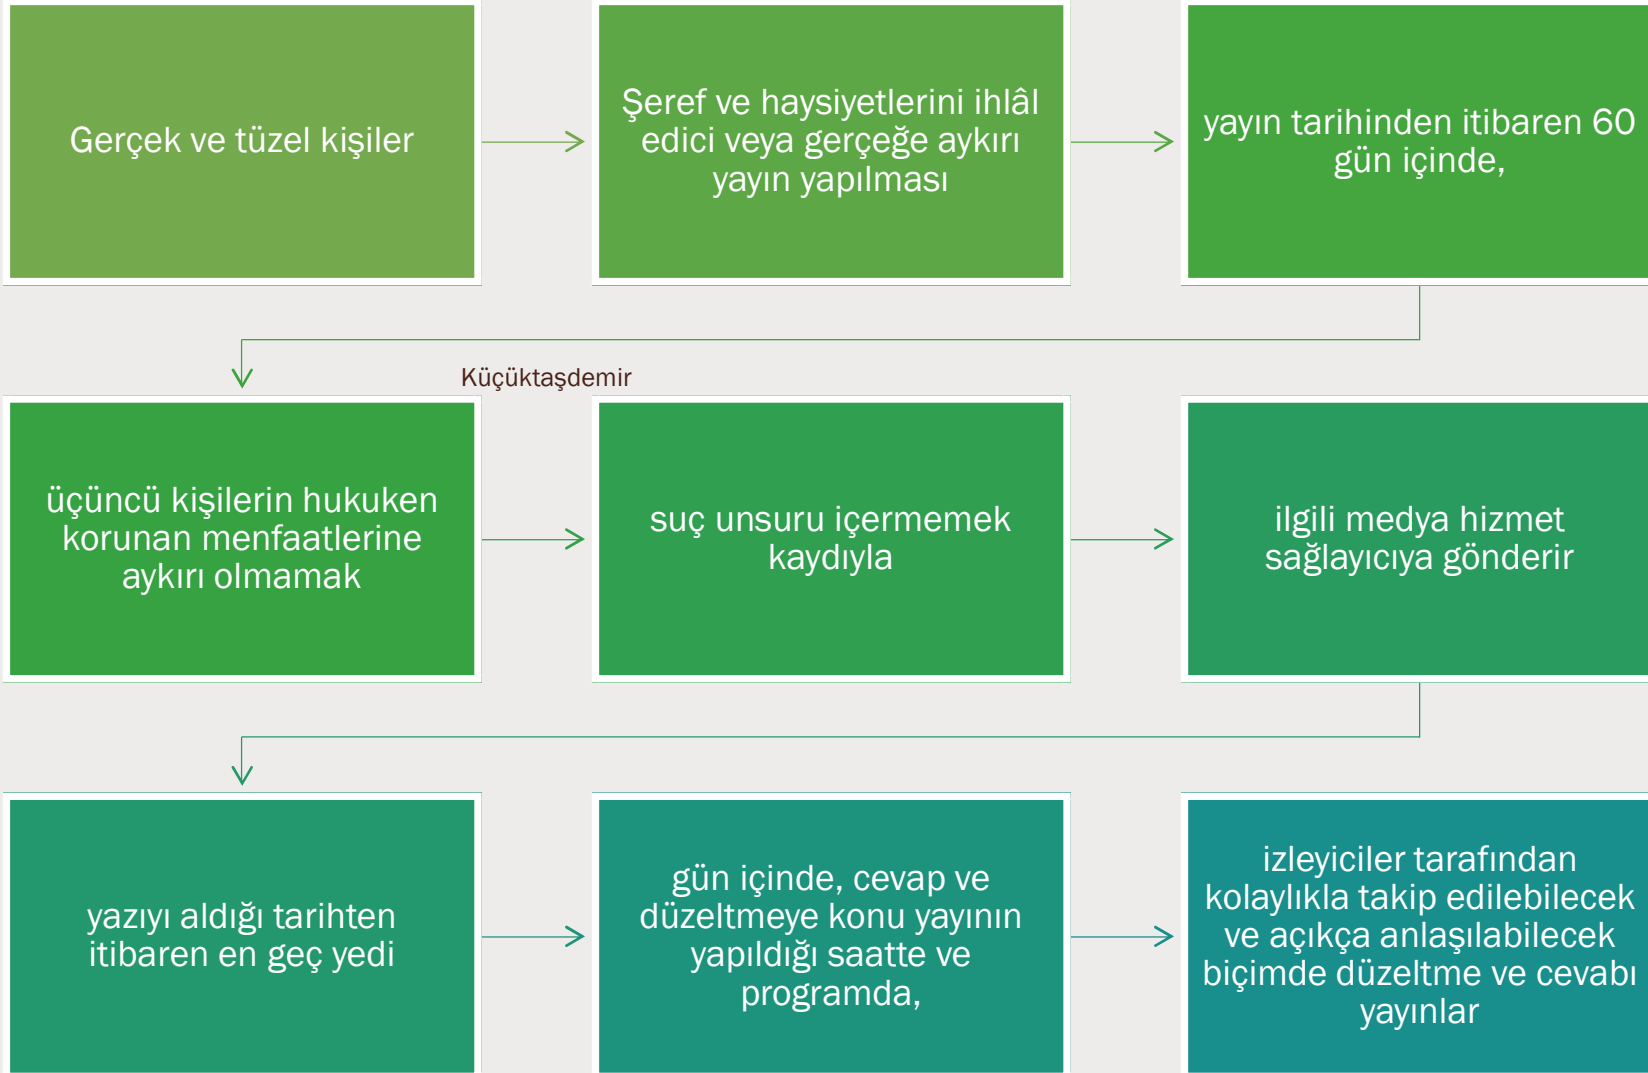 Gerçek ve tüzel kişiler
Şeref ve haysiyetlerini ihlâl
edici veya gerçeğe aykırı
yayın yapılması
yayın tarihinden itibaren 60
gün içinde,
Küçüktaşdemir
üçüncü kişilerin hukuken
korunan menfaatlerine
aykırı olmamak
suç unsuru içermemek
kaydıyla
ilgili medya hizmet
sağlayıcıya gönderir
yazıyı aldığı tarihten
itibaren en geç yedi
gün içinde, cevap ve
düzeltmeye konu yayının
yapıldığı saatte ve
programda,
izleyiciler tarafından
kolaylıkla takip edilebilecek
ve açıkça anlaşılabilecek
biçimde düzeltme ve cevabı
yayınlar